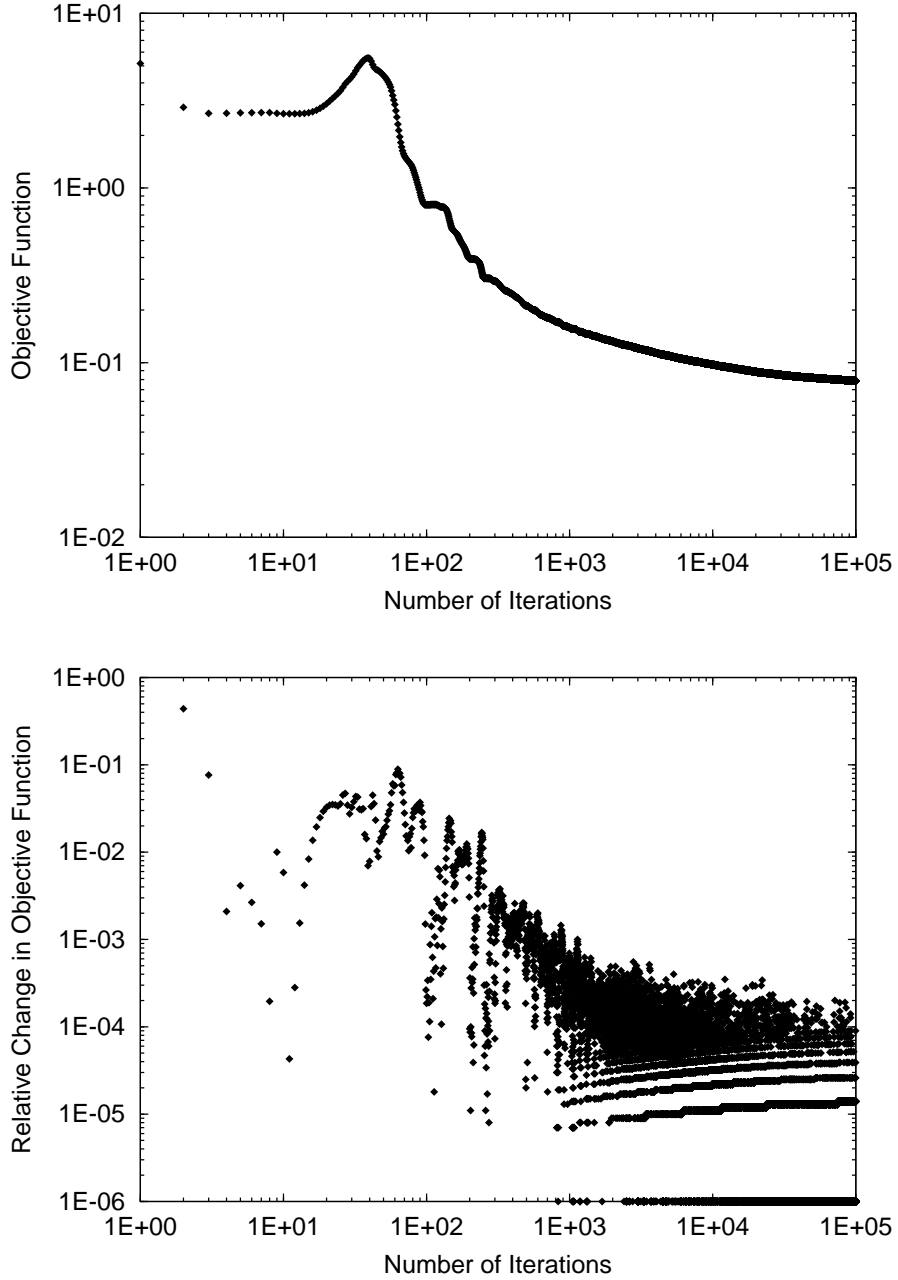 1E+01
1E+00
1E-01
1E-02
Objective Function
1E+00 1E+01 1E+02 1E+03 1E+04 1E+05
Number of Iterations
1E+00
1E-01
1E-02
1E-03
1E-04
1E-05
1E-06
Relative Change in Objective Function
1E+00 1E+01 1E+02 1E+03 1E+04 1E+05
Number of Iterations